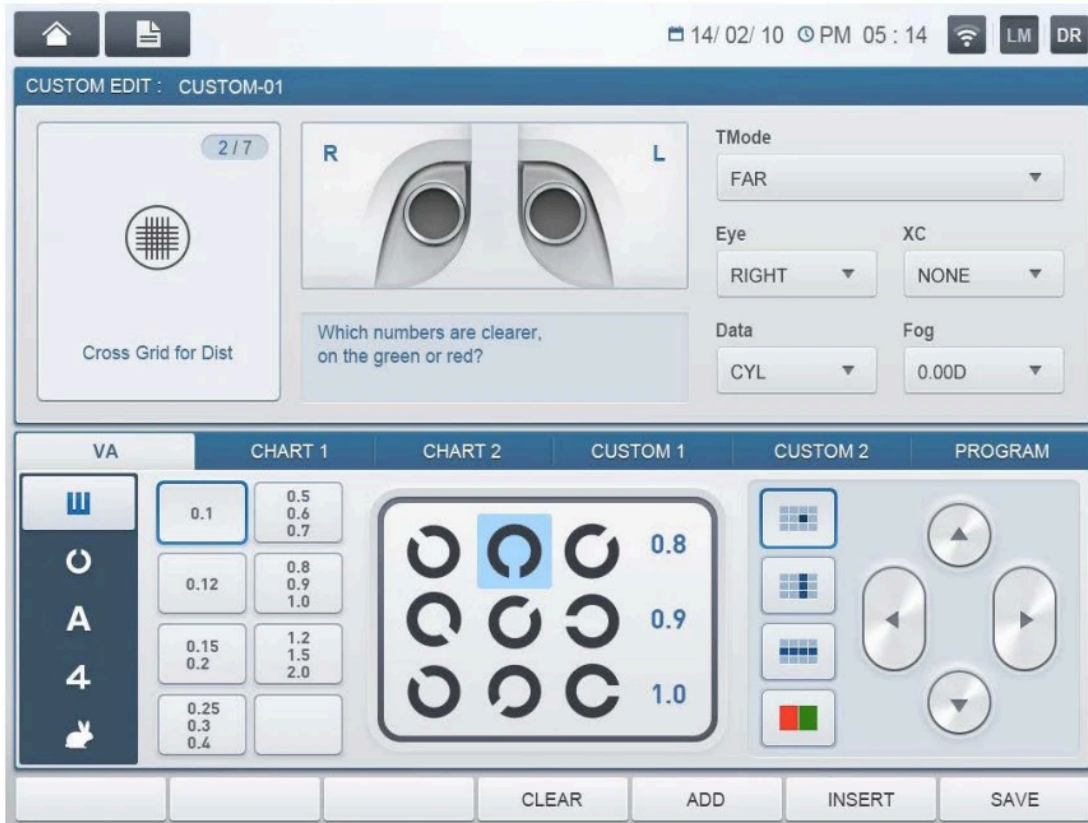 14/ 02/ 10 PM 05 : 14 LM DR
CUSTOM EDIT : CUSTOM-01
2 / 7
Cross Grid for Dist
R L
Which numbers are clearer,
on the green or red?
TMode
FAR
Eye XC
RIGHT NONE
Data Fog
CYL 0.00D
VA CHART 1 CHART 2 CUSTOM 1 CUSTOM 2 PROGRAM
A
4
0.1
0.12
0.15
0.2
0.25
0.3
0.4
0.5
0.6
0.7
0.8
0.9
1.0
1.2
1.5
2.0
0.8
0.9
1.0
CLEAR ADD INSERT SAVE